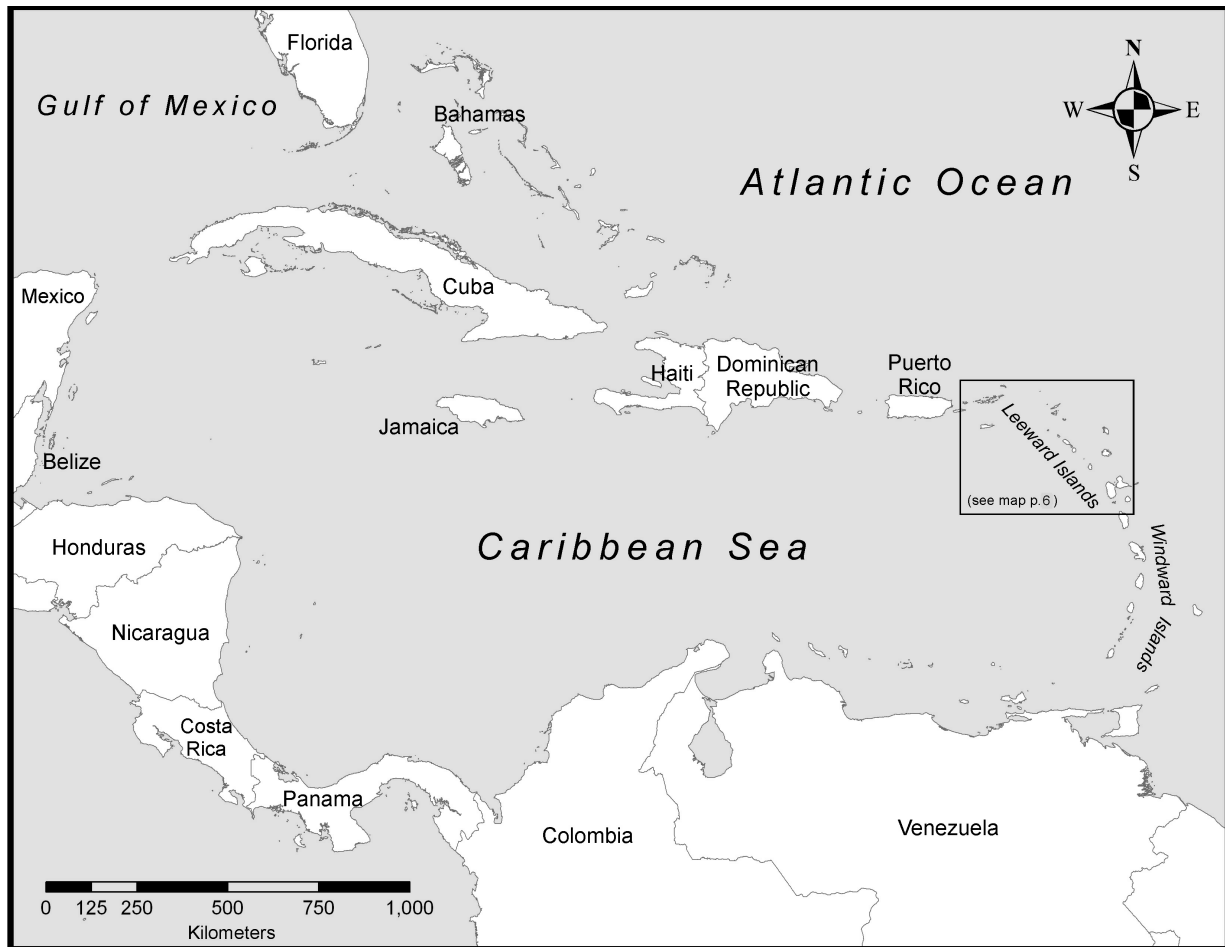 Florida
N
Gulf of Mexico
Bahamas
W
E
S
Atlantic Ocean
Mexico
Cuba
Haiti
Dominican
Republic
Puerto
Rico
Jamaica
Leeward Islands
Belize
(see map p.6)
Honduras
Caribbean Sea
Windward Islands
Nicaragua
Costa
Rica
Panama
Colombia
Venezuela
0 125 250 500 750 1,000
Kilometers